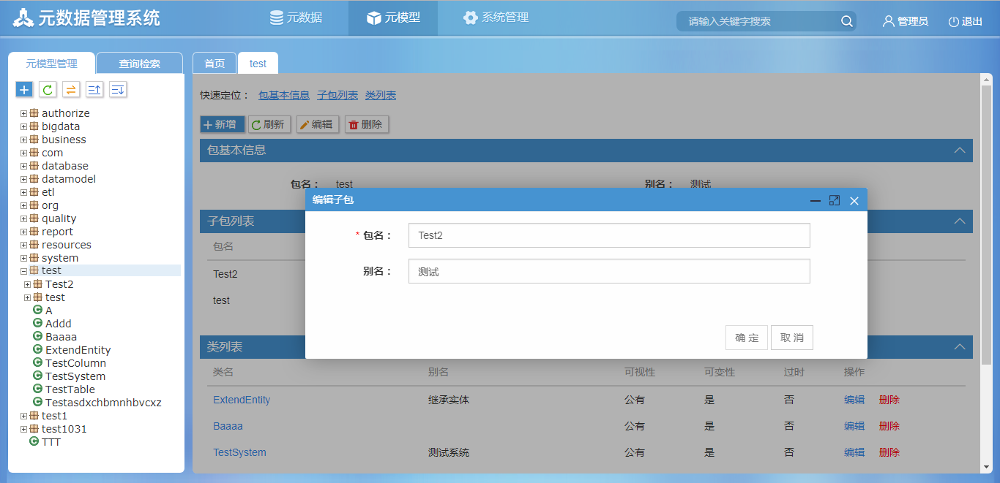 元数据管理系统
元数据
元模型
系统管理
请输入关键字搜索
管理员
退出
元模型管理
查询检索
authorize
bigdata
business
com
database
datamodel
etl
org
quality
report
resources
system
test
Test2
test
A
Addd
Baaaa
ExtendEntity
TestColumn
TestSystem
TestTable
Testasdxchbmnhbvcxz
test1
test1031
TTT
首页
test
快速定位： 包基本信息 子包列表 类列表
新增 刷新 编辑 删除
包基本信息
包名： test 别名： 测试
子包列表
包名
Test2
test
编辑子包
* 包名： Test2
别名： 测试
确 定 取 消
类列表
类名 别名 可视性 可变性 过时 操作
ExtendEntity 继承实体 公有 是 否 编辑 删除
Baaaa 公有 是 否 编辑 删除
TestSystem 测试系统 公有 是 否 编辑 删除